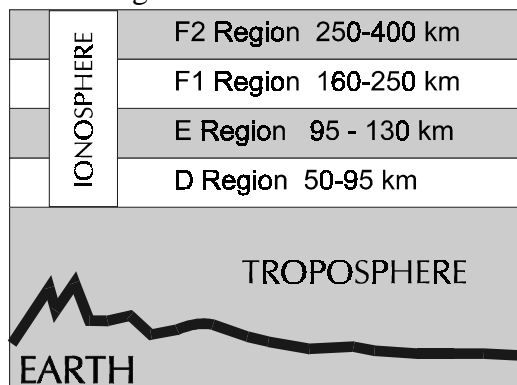 IONOSPHERE
F2 Region 250-400 km
F1 Region 160-250 km
E Region 95 - 130 km
D Region 50-95 km
TROPOSPHERE
EARTH